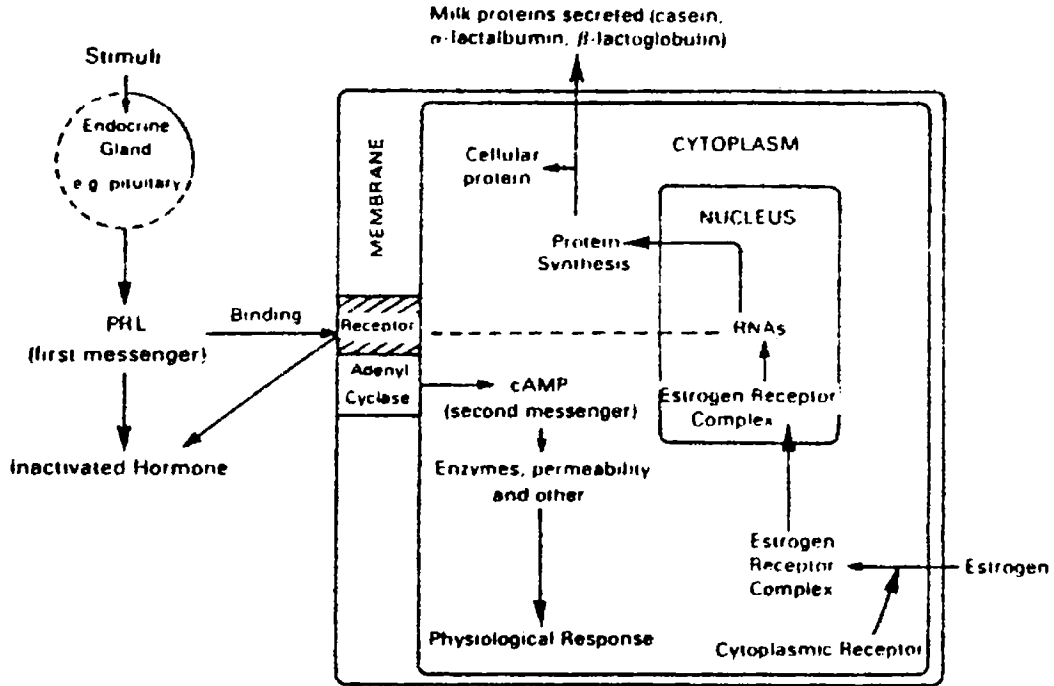 Milk proteins secreted (casein,
α-lactalbumin, β-lactoglobulin)
Stimuli
Endocrine
Gland
e.g. pituitary
PRL
(first messenger)
Inactivated Hormone
Binding
MEMBRANE
Receptor
Adenyl
Cyclase
CYTOPLASM
Cellular
protein
NUCLEUS
Protein
Synthesis
RNAs
Estrogen Receptor
Complex
cAMP
(second messenger)
Enzymes, permeability
and other
Physiological Response
Estrogen
Receptor
Complex
Estrogen
Cytoplasmic Receptor